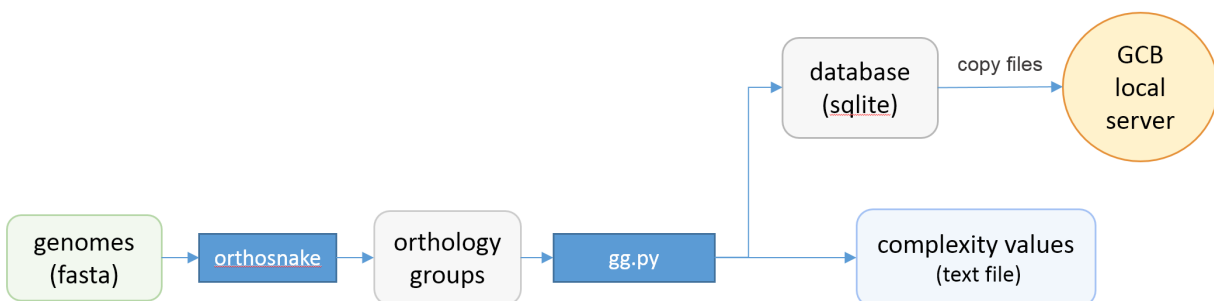 database
(sqlite)
copy files
GCB
local
server
genomes
(fasta)
orthosnake
orthology
groups
gg.py
complexity values
(text file)